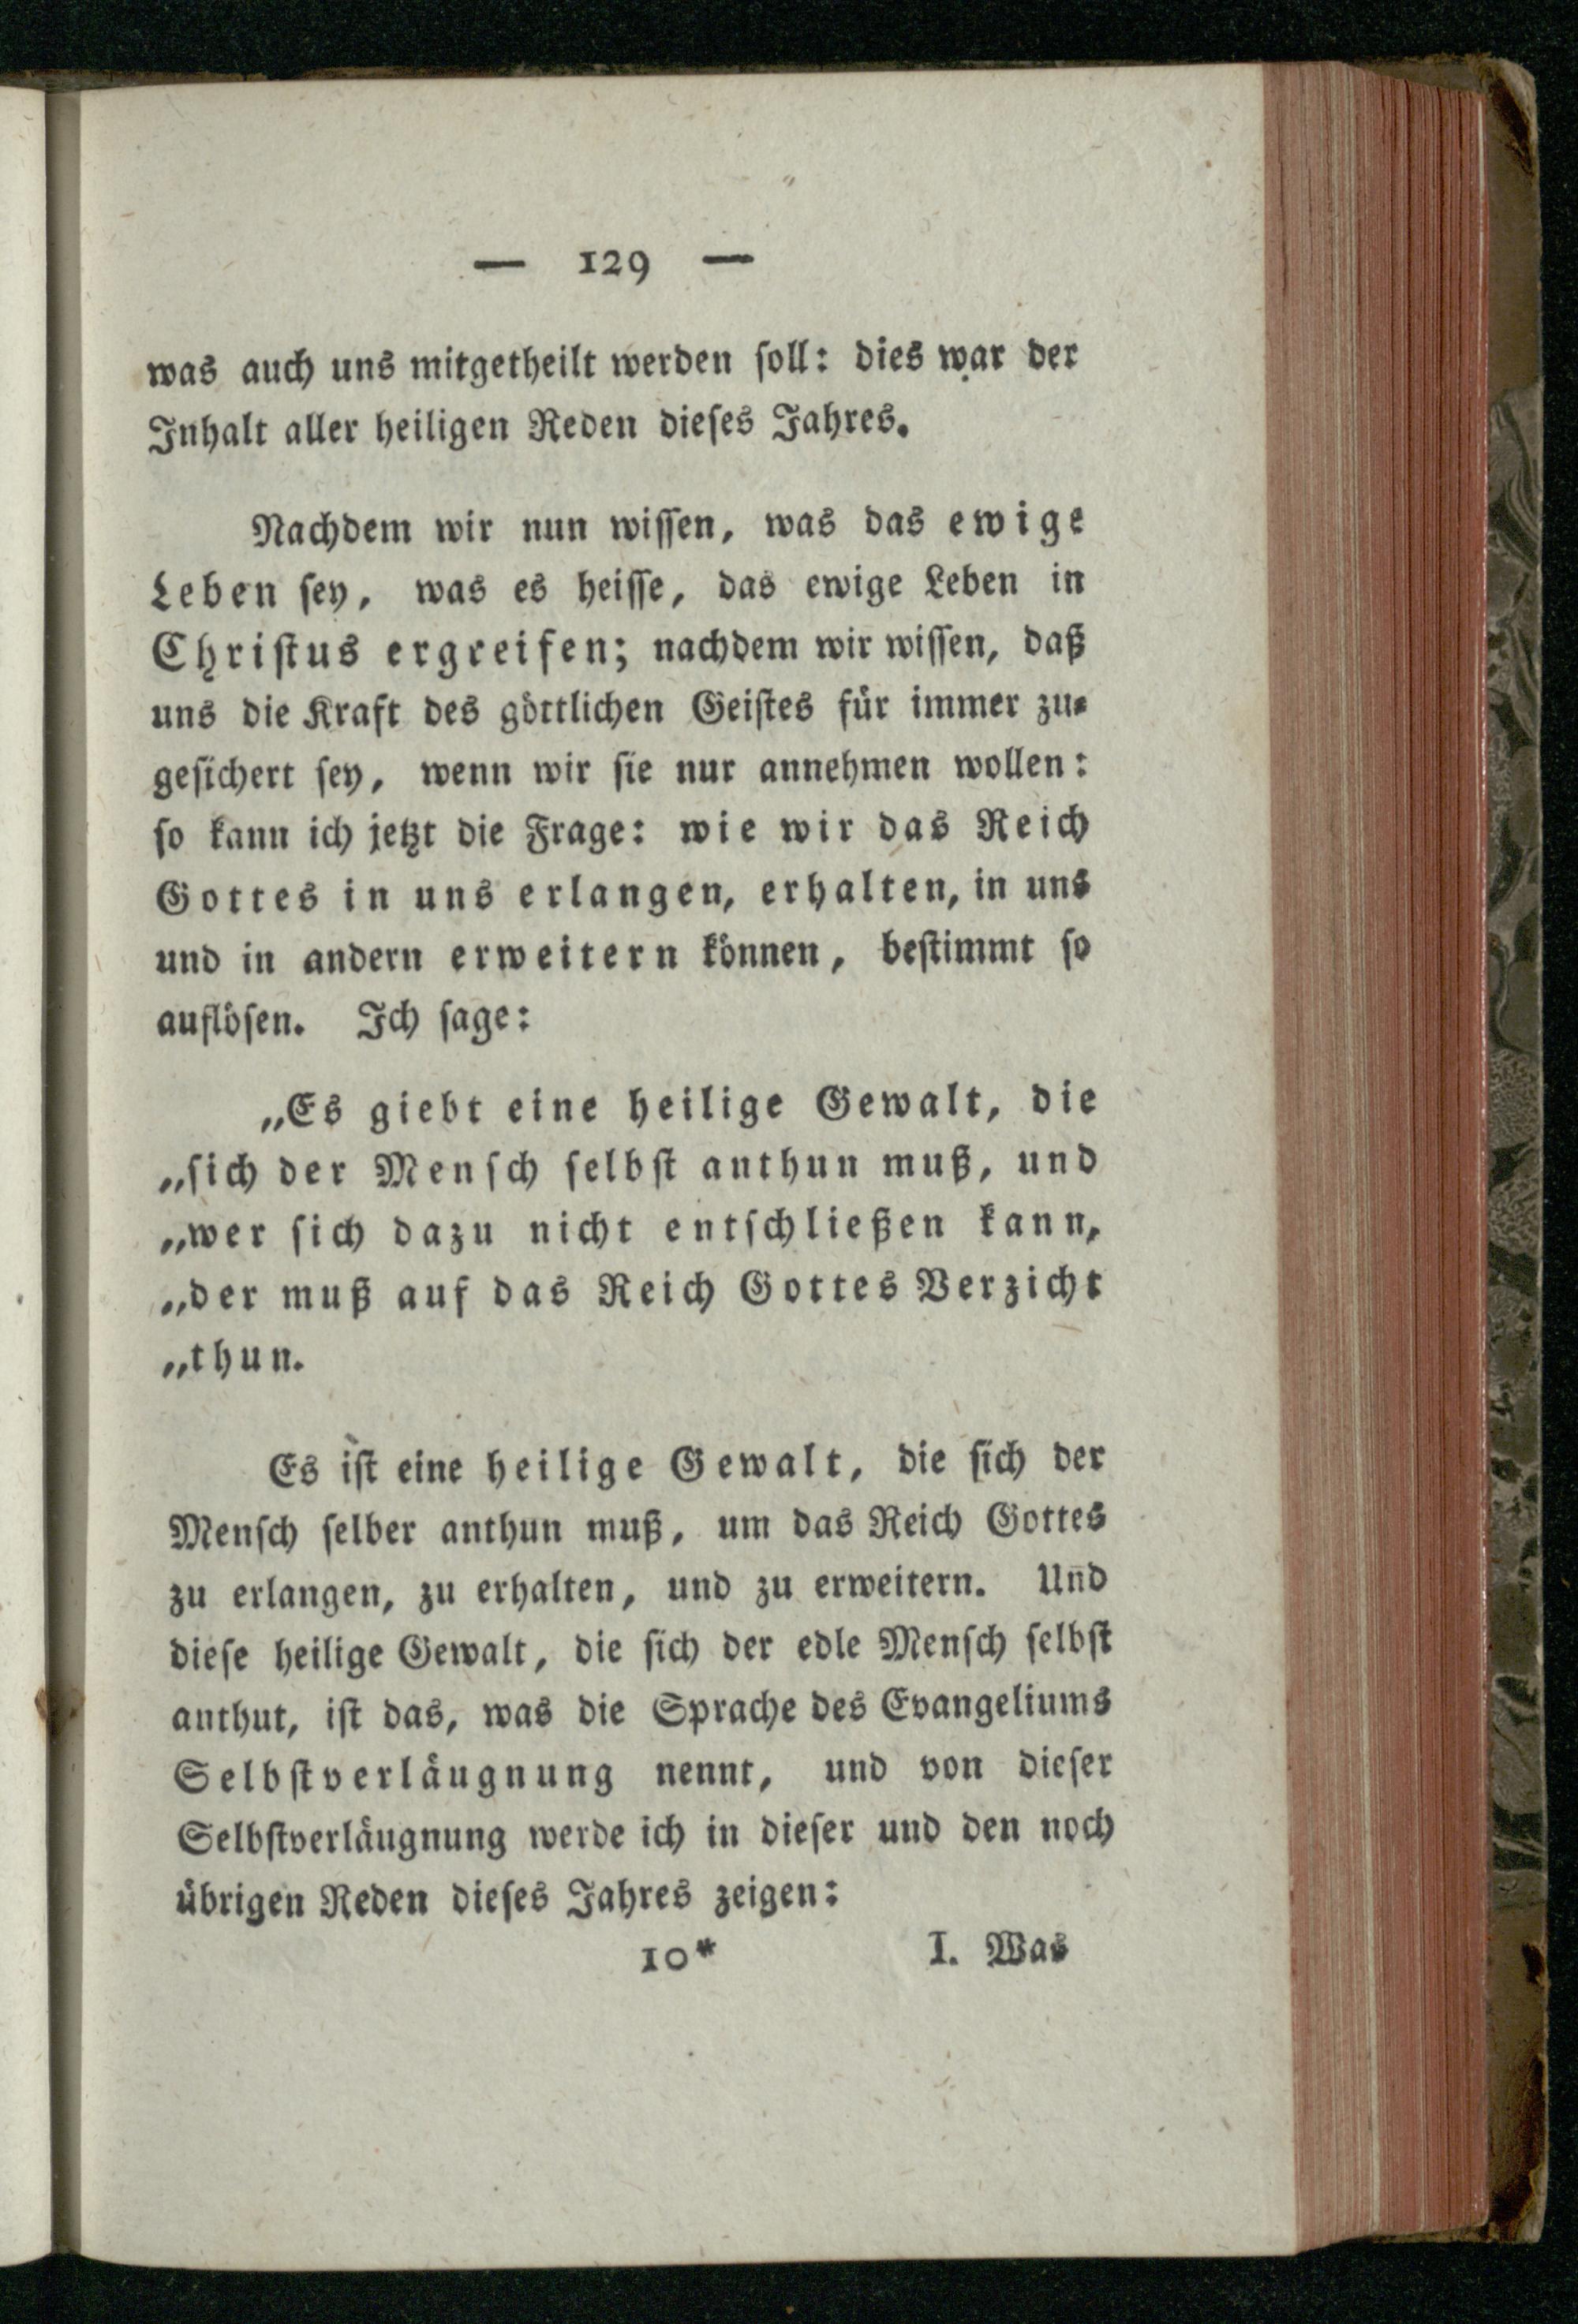 — 129 —
was auch uns mitgetheilt werden soll: dies war der
Inhalt aller heiligen Reden dieses Jahres.
Nachdem wir nun wissen, was das ewige
Leben sey, was es heisse, das ewige Leben in
Christus ergreifen; nachdem wir wissen, daß
uns die Kraft des göttlichen Geistes für immer zu-
gesichert sey, wenn wir sie nur annehmen wollen:
so kann ich jetzt die Frage: wie wir das Reich
Gottes in uns erlangen, erhalten, in uns
und in andern erweitern können, bestimmt so
auflösen. Ich sage:
„Es giebt eine heilige Gewalt, die
„sich der Mensch selbst anthun muß, und
„wer sich dazu nicht entschließen kann,
„der muß auf das Reich Gottes Verzicht
„thun.
Es ist eine heilige Gewalt, die sich der
Mensch selber anthun muß, um das Reich Gottes
zu erlangen, zu erhalten, und zu erweitern. Und
diese heilige Gewalt, die sich der edle Mensch selbst
anthut, ist das, was die Sprache des Evangeliums
Selbstverläugnung nennt, und von dieser
Selbstverläugnung werde ich in dieser und den noch
übrigen Reden dieses Jahres zeigen:
10* I. Was